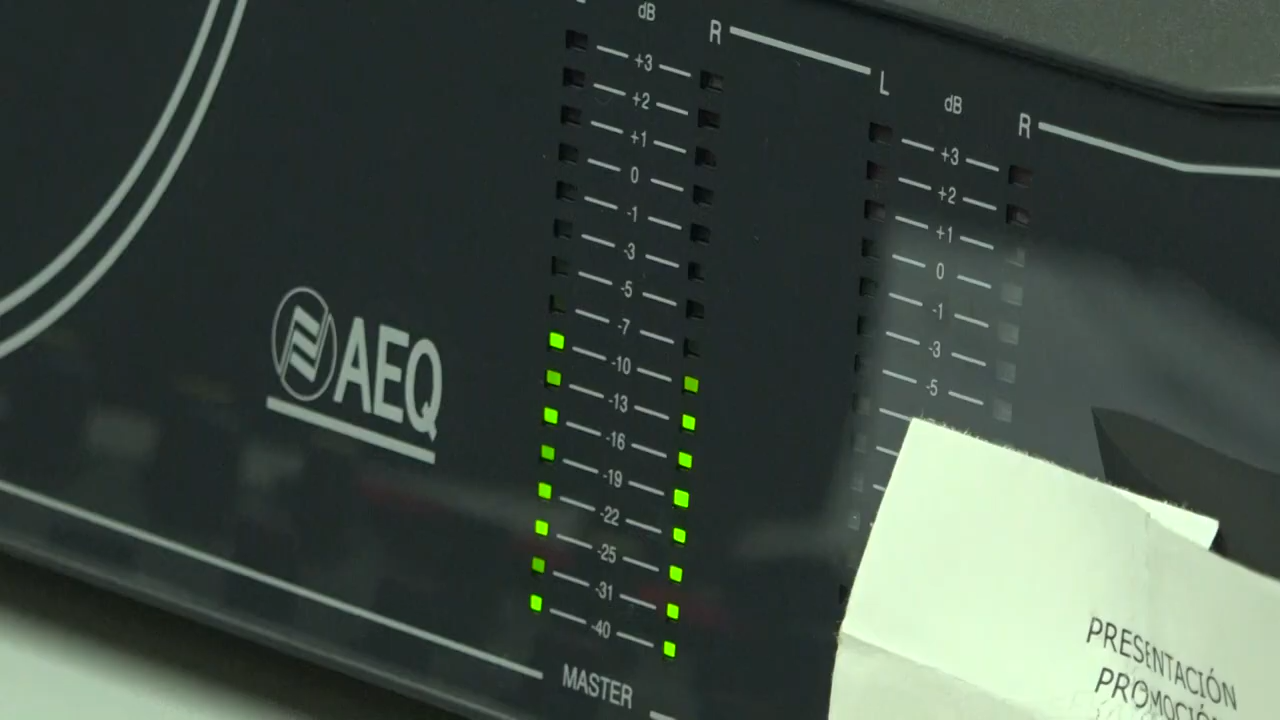 dB
R
+3
+2
+1
0
-1
-3
-5
-7
-10
-13
-16
-19
-22
-25
-31
-40
MASTER
L
dB
R
+3
+2
+1
0
-1
-3
-5
AEQ
PRESENTACIÓN
PROMOCIÓN